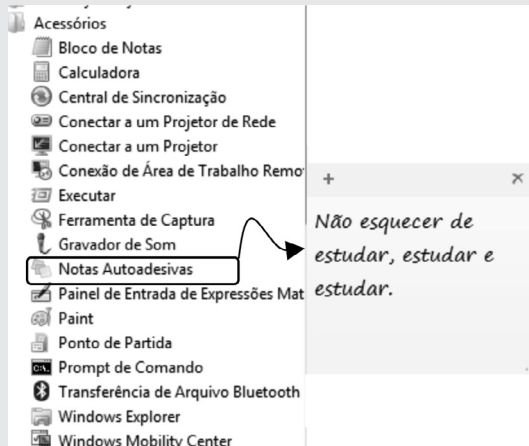 Acessórios
Bloco de Notas
Calculadora
Central de Sincronização
Conectar a um Projetor de Rede
Conectar a um Projetor
Conexão de Área de Trabalho Remo
Executar
Ferramenta de Captura
Gravador de Som
Notas Autoadesivas
Painel de Entrada de Expressões Mat
Paint
Ponto de Partida
Prompt de Comando
Transferência de Arquivo Bluetooth
Windows Explorer
Windows Mobility Center
Não esquecer de
estudar, estudar e
estudar.